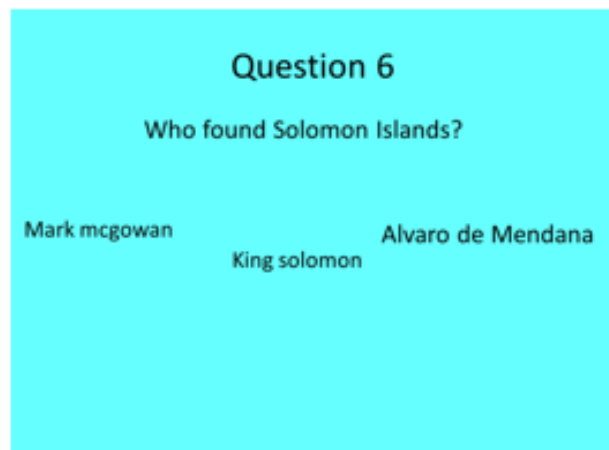 Question 6
Who found Solomon Islands?
Mark mcgowan
King solomon
Alvaro de Mendana